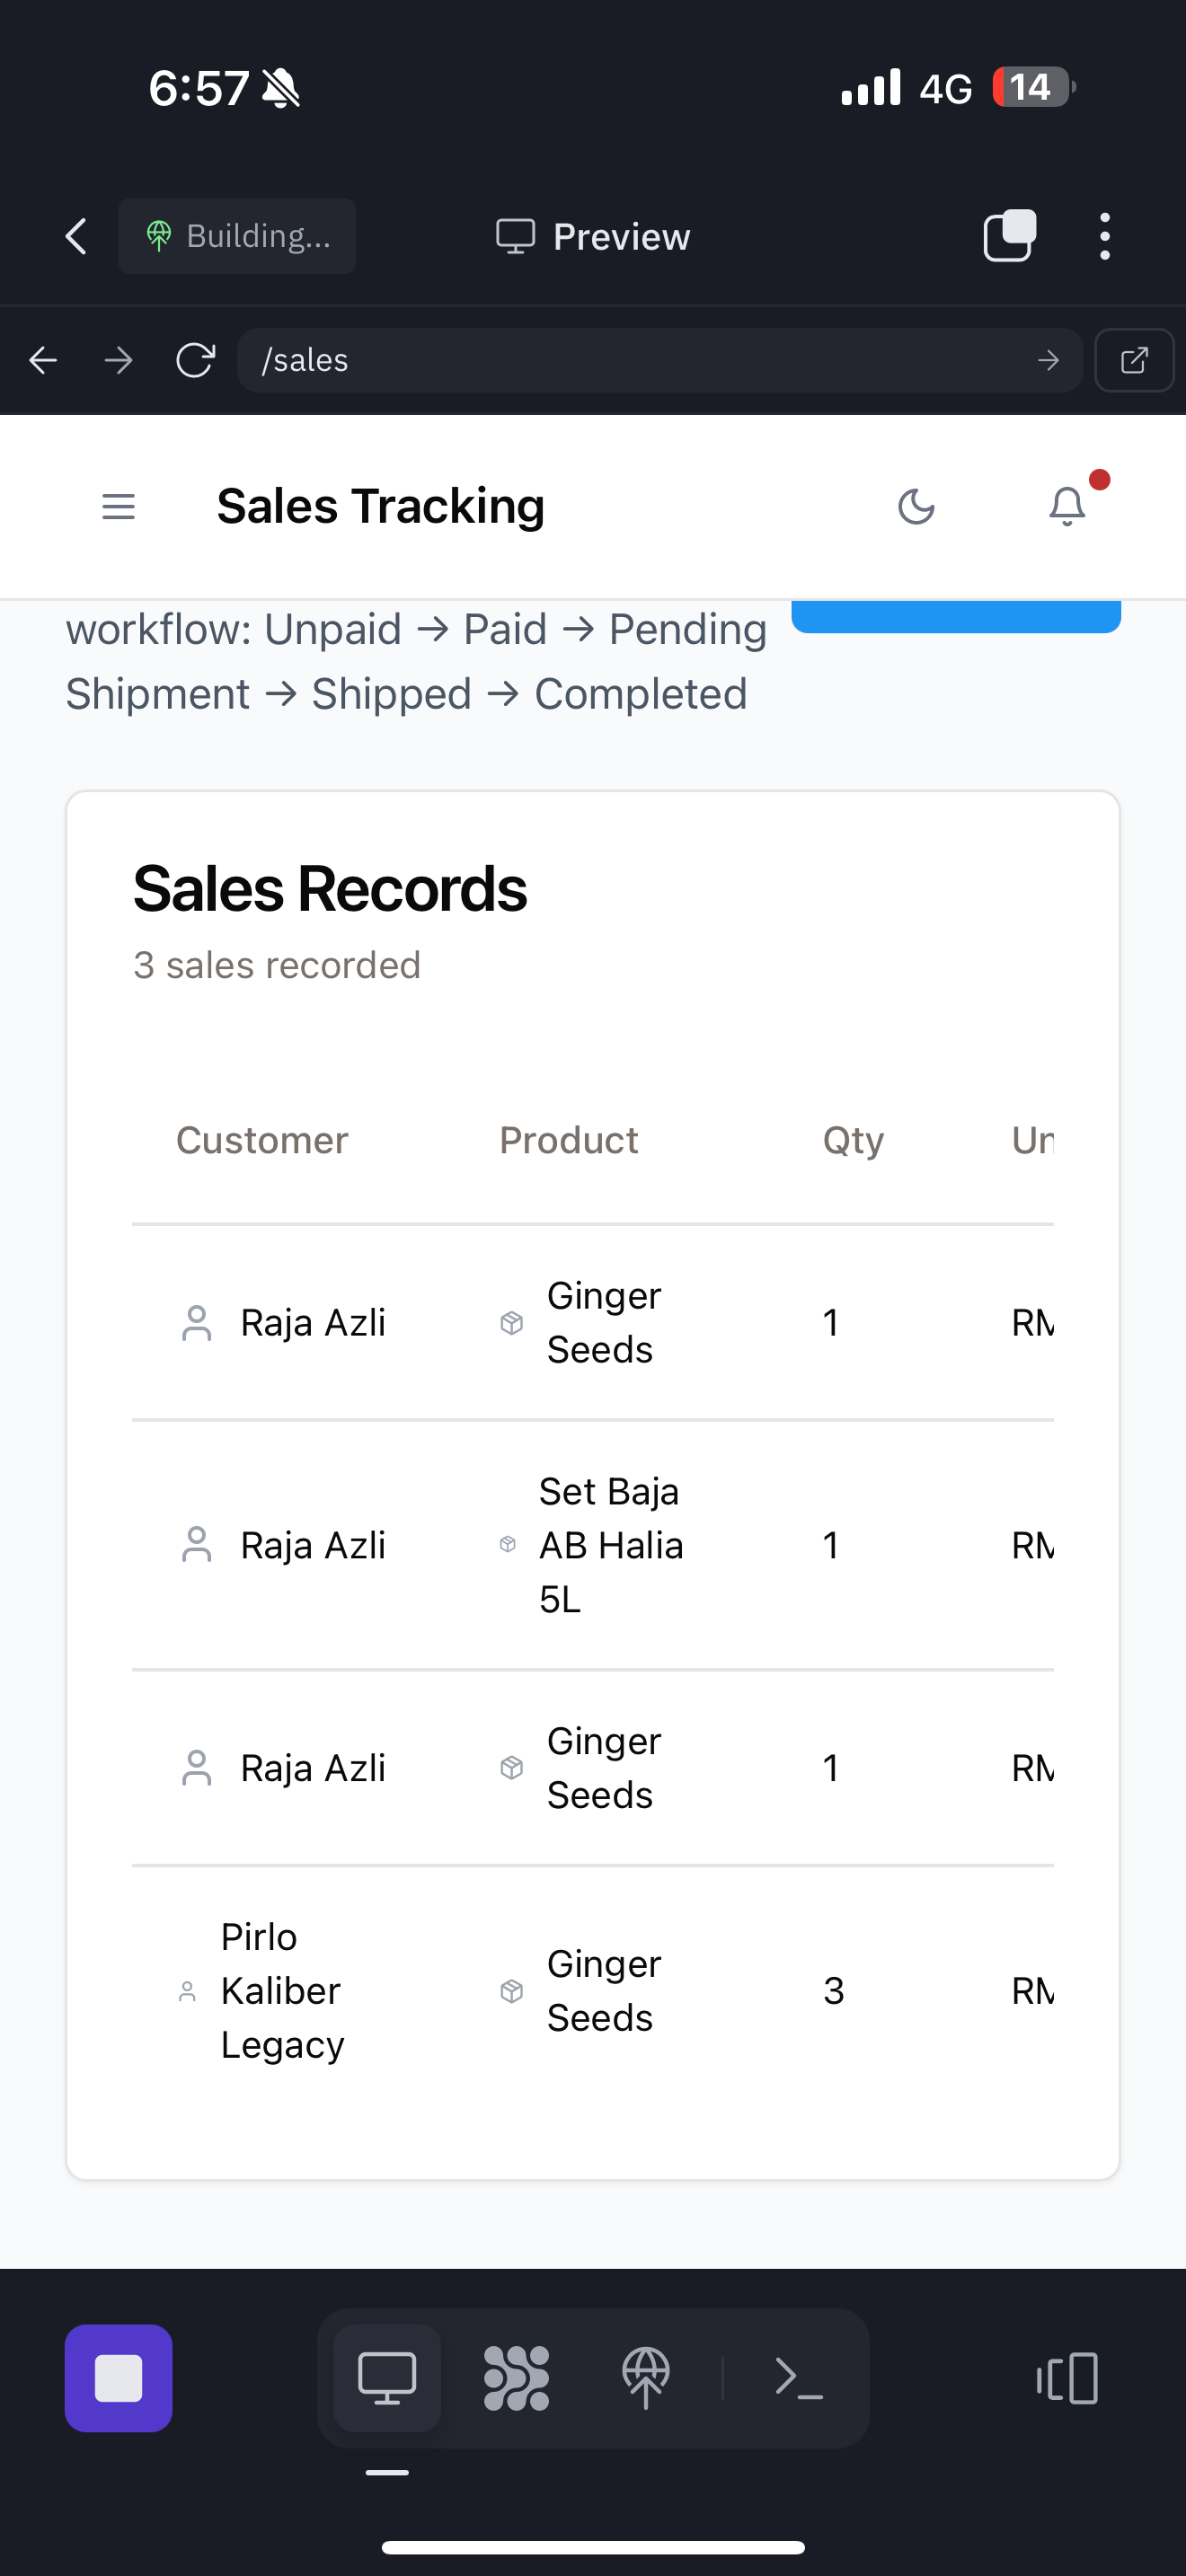 6:57 4G 14
Building... Preview
/sales
Sales Tracking
workflow: Unpaid → Paid → Pending
Shipment → Shipped → Completed
Sales Records
3 sales recorded
Customer Product Qty Un
Raja Azli Ginger Seeds 1 RM
Raja Azli Set Baja AB Halia 5L 1 RM
Raja Azli Ginger Seeds 1 RM
Pirlo Kaliber Legacy Ginger Seeds 3 RM